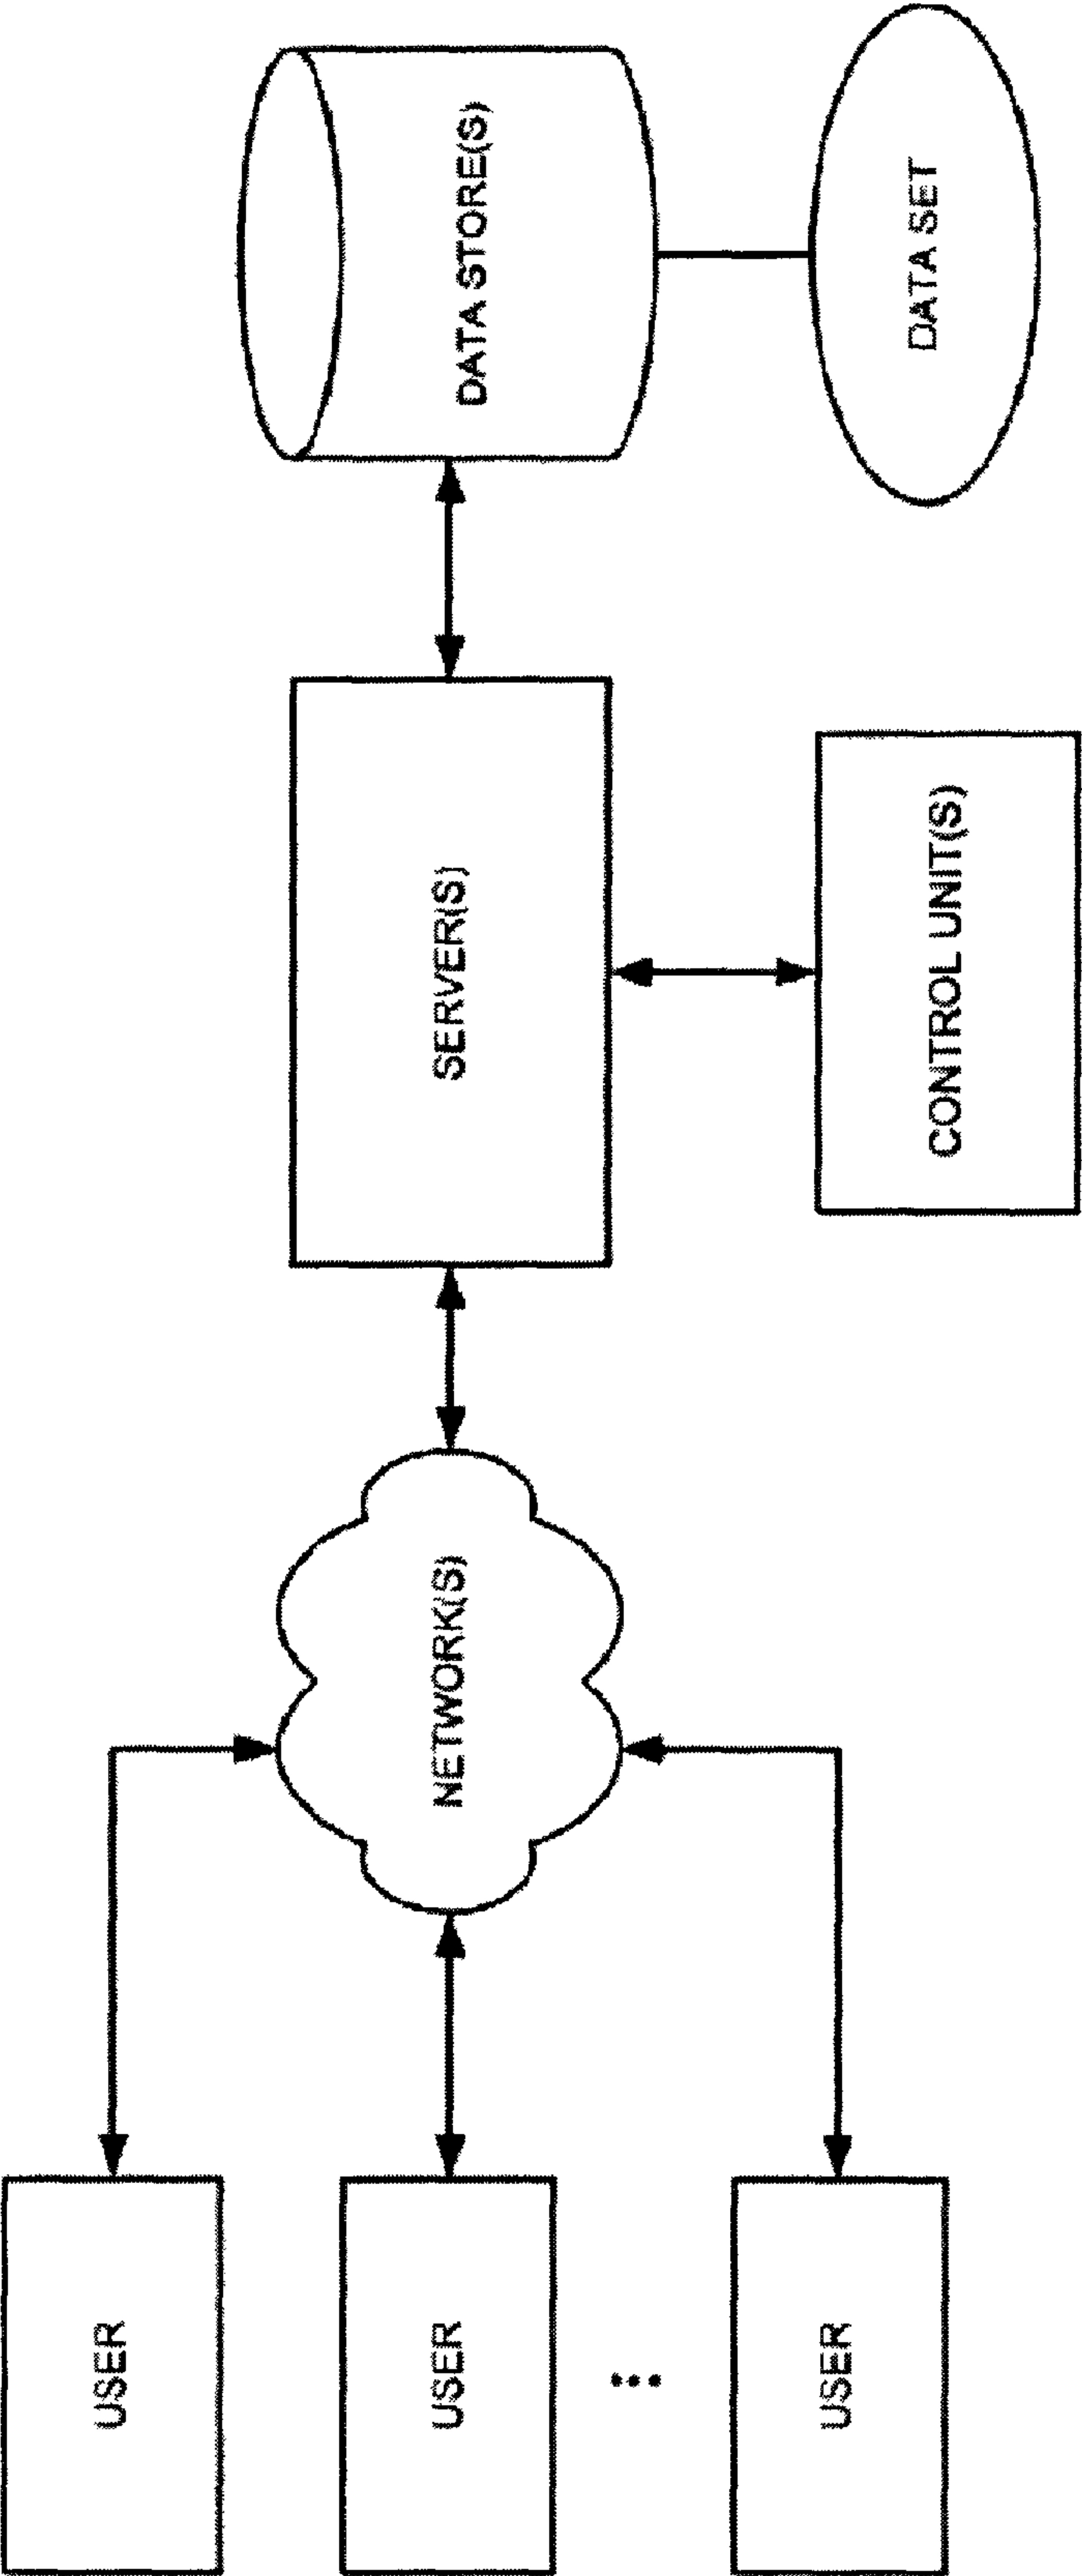 USER
USER
USER
NETWORK(S)
SERVER(S)
CONTROL UNIT(S)
DATA STORE(S)
DATA SET